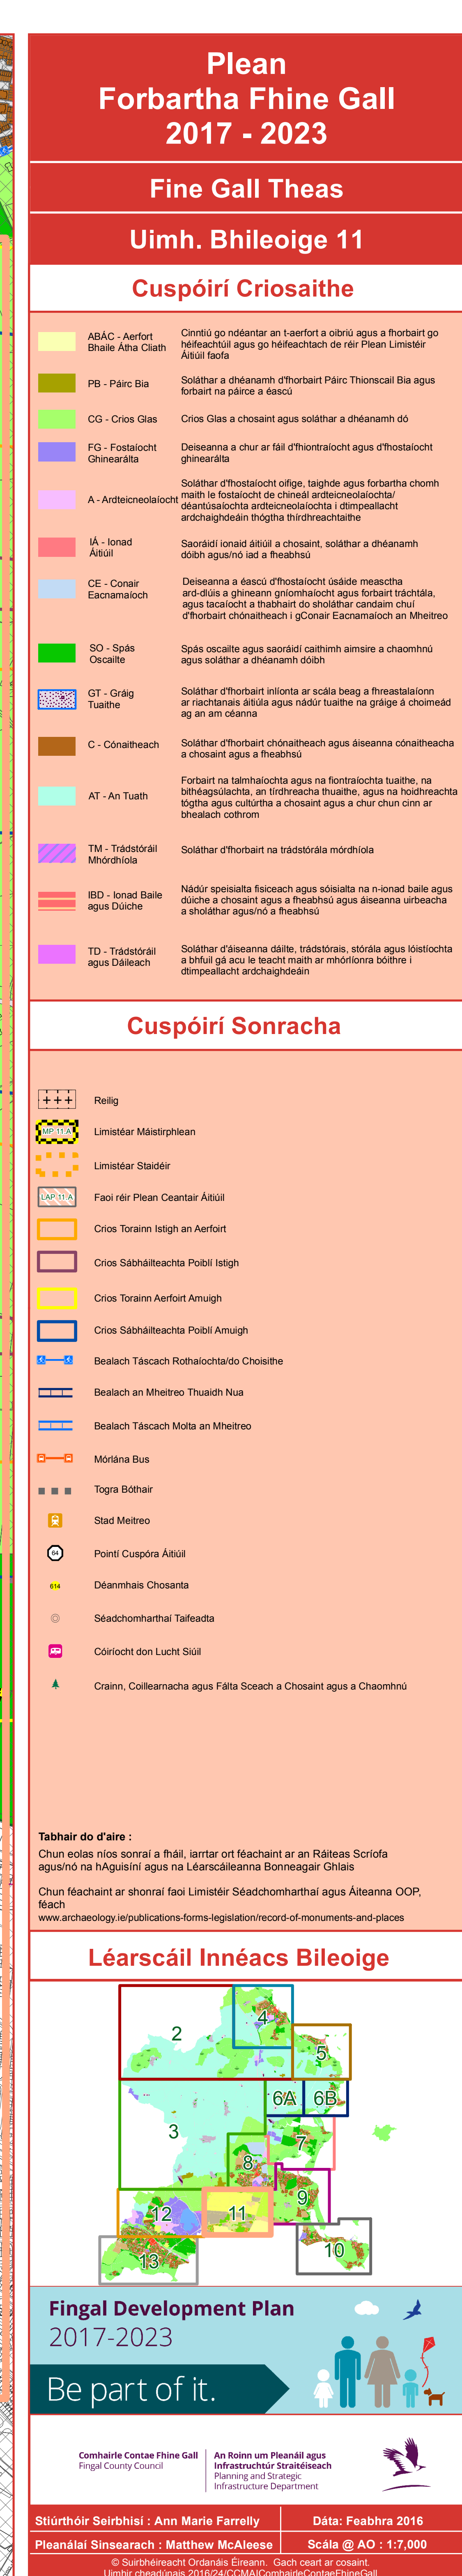 Plean
Forbartha Fhine Gall
2017 - 2023
Fine Gall Theas
Uimh. Bhileoige 11
Cuspóirí Criosaithe
ABÁC - Aerfort
Bhaile Átha Cliath
Cinntiú go ndéantar an t-aerfort a oibriú agus a fhorbairt go
héifeachtúil agus go héifeachtach de réir Plean Limistéir
Áitiúil faofa
PB - Páirc Bia
Soláthar a dhéanamh d'fhorbairt Páirc Thionscail Bia agus
forbairt na páirce a éascú
CG - Crios Glas
Crios Glas a chosaint agus soláthar a dhéanamh dó
FG - Fostaíocht
Ghinearálta
Deiseanna a chur ar fáil d'fhiontraíocht agus d'fhostaíocht
ghinearálta
A - Ardteicneolaíocht
Soláthar d'fhostaíocht oifige, taighde agus forbartha chomh
maith le fostaíocht de chineál ardteicneolaíochta/
déantúsaíochta ardteicneolaíochta i dtimpeallacht
ardchaighdeáin thógtha thírdhreachtaithe
IÁ - Ionad
Áitiúil
Saoráidí ionaid áitiúil a chosaint, soláthar a dhéanamh
dóibh agus/nó iad a fheabhsú
CE - Conair
Eacnamaíoch
Deiseanna a éascú d'fhostaíocht úsáide measctha
ard-dlúis a ghineann gníomhaíocht agus forbairt tráchtála,
agus tacaíocht a thabhairt do sholáthar candaim chuí
d'fhorbairt chónaitheach i gConair Eacnamaíoch an Mheitreo
SO - Spás
Oscailte
Spás oscailte agus saoráidí caithimh aimsire a chaomhnú
agus soláthar a dhéanamh dóibh
GT - Gráig
Tuaithe
Soláthar d'fhorbairt inlíonta ar scála beag a fhreastalaíonn
ar riachtanais áitiúla agus nádúr tuaithe na gráige á choimeád
ag an am céanna
C - Cónaitheach
Soláthar d'fhorbairt chónaitheach agus áiseanna cónaitheacha
a chosaint agus a fheabhsú
AT - An Tuath
Forbairt na talmhaíochta agus na fiontraíochta tuaithe, na
bithéagsúlachta, an tírdhreacha thuaithe, agus na hoidhreachta
tógtha agus cultúrtha a chosaint agus a chur chun cinn ar
bhealach cothrom
TM - Trádstóráil
Mhórdhíola
Soláthar d'fhorbairt na trádstórála mórdhíola
IBD - Ionad Baile
agus Dúiche
Nádúr speisialta fisiceach agus sóisialta na n-ionad baile agus
dúiche a chosaint agus a fheabhsú agus áiseanna uirbeacha
a sholáthar agus/nó a fheabhsú
TD - Trádstóráil
agus Dáileach
Soláthar d'áiseanna dáilte, trádstórais, stórála agus lóistíochta
a bhfuil gá acu le teacht maith ar mhórlíonra bóithre i
dtimpeallacht ardchaighdeáin
Cuspóirí Sonracha
Reilig
MP 11.A
Limistéar Máistirphlean
Limistéar Staidéir
LAP 11.A
Faoi réir Plean Ceantair Áitiúil
Crios Torainn Istigh an Aerfoirt
Crios Sábháilteachta Poiblí Istigh
Crios Torainn Aerfoirt Amuigh
Crios Sábháilteachta Poiblí Amuigh
Bealach Táscach Rothaíochta/do Choisithe
Bealach an Mheitreo Thuaidh Nua
Bealach Táscach Molta an Mheitreo
Mórlána Bus
Togra Bóthair
Stad Meitreo
64
Pointí Cuspóra Áitiúil
614
Déanmhais Chosanta
Séadchomharthaí Taifeadta
Cóiríocht don Lucht Siúil
Crainn, Coillearnacha agus Fálta Sceach a Chosaint agus a Chaomhnú
Tabhair do d'aire :
Chun eolas níos sonraí a fháil, iarrtar ort féachaint ar an Ráiteas Scríofa
agus/nó na hAguisíní agus na Léarscáileanna Bonneagair Ghlais
Chun féachaint ar shonraí faoi Limistéir Séadchomharthaí agus Áiteanna OOP,
féach
www.archaeology.ie/publications-forms-legislation/record-of-monuments-and-places
Léarscáil Innéacs Bileoige
2
4
5
6A
6B
3
7
8
9
11
12
10
13
Fingal Development Plan
2017-2023
Be part of it.
Comhairle Contae Fhine Gall
Fingal County Council
An Roinn um Pleanáil agus
Infrastruchtúr Straitéiseach
Planning and Strategic
Infrastructure Department
Stiúrthóir Seirbhísí : Ann Marie Farrelly
Dáta: Feabhra 2016
Pleanálaí Sinsearach : Matthew McAleese
Scála @ AO : 1:7,000
© Suirbhéireacht Ordanáis Éireann. Gach ceart ar cosaint.
Uimhir cheadúnais 2016/24/CCMA|ComhairleContaeFhineGall